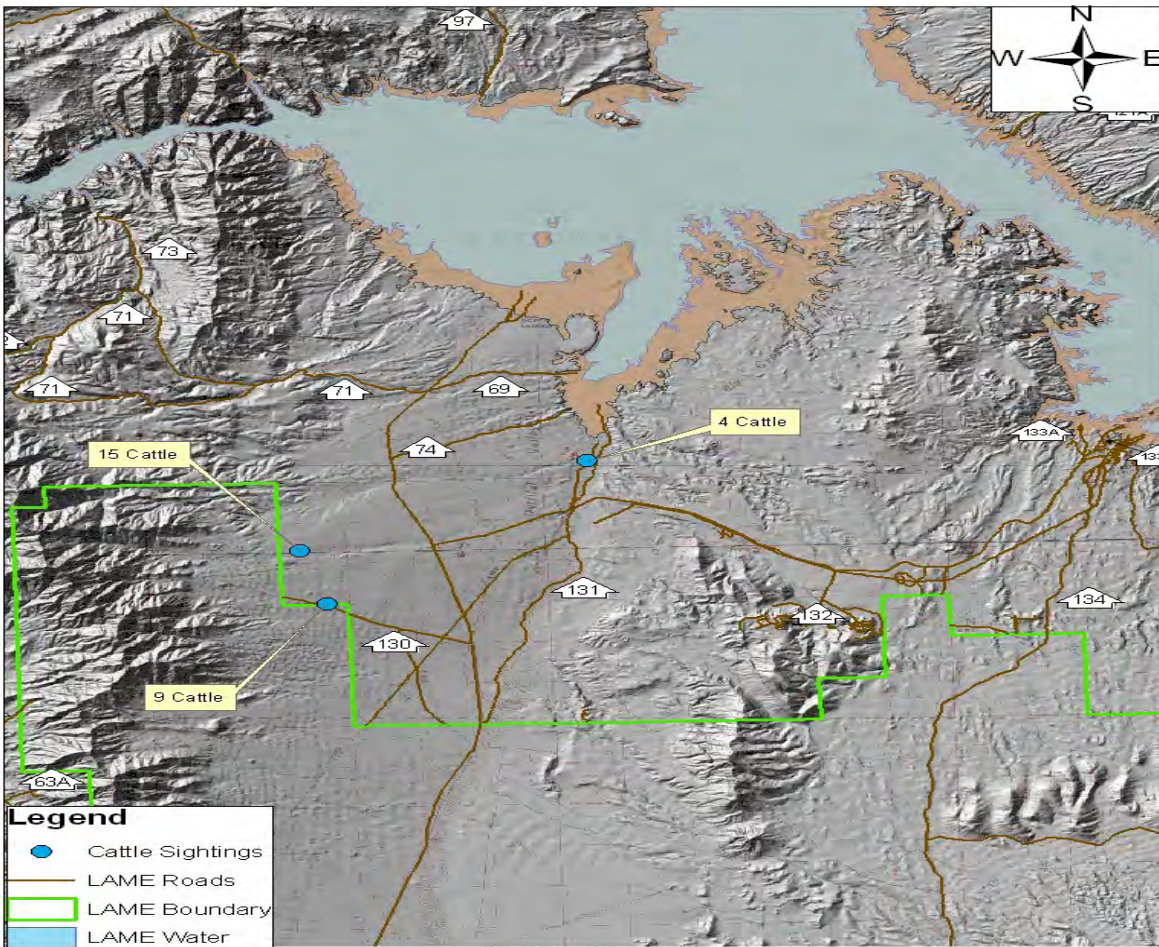 97
N
W
E
S
73
71
71
71
69
74
4 Cattle
15 Cattle
133A
131
132
134
130
9 Cattle
63A
Legend
Cattle Sightings
LAME Roads
LAME Boundary
LAME Water